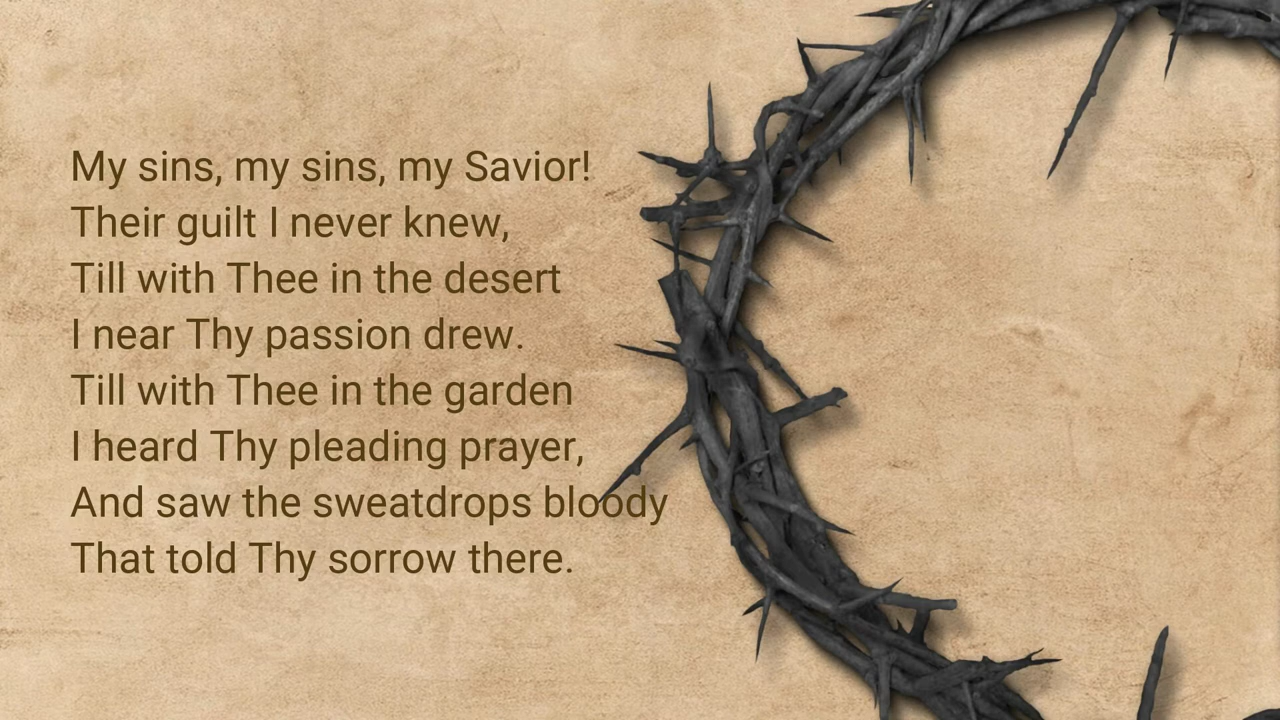 My sins, my sins, my Savior!
Their guilt I never knew,
Till with Thee in the desert
I near Thy passion drew.
Till with Thee in the garden
I heard Thy pleading prayer,
And saw the sweatdrops bloody
That told Thy sorrow there.